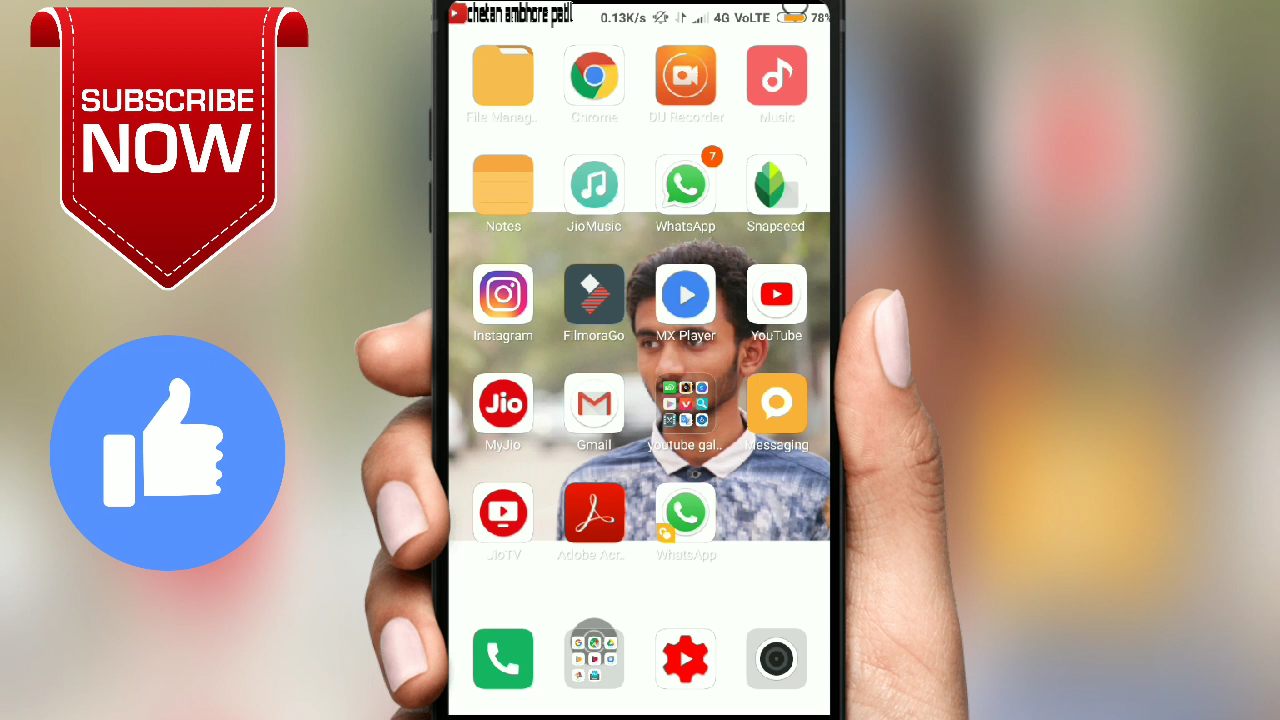 SUBSCRIBE
NOW
chetan ambhore patil
0.13K/s 4G VoLTE 78%
File Manag.. Chrome DU Recorder Music
7
Notes JioMusic WhatsApp Snapseed
Instagram FilmoraGo MX Player YouTube
Jio
MyJio Gmail youtube gal.. Messaging
JioTV Adobe Acr.. WhatsApp